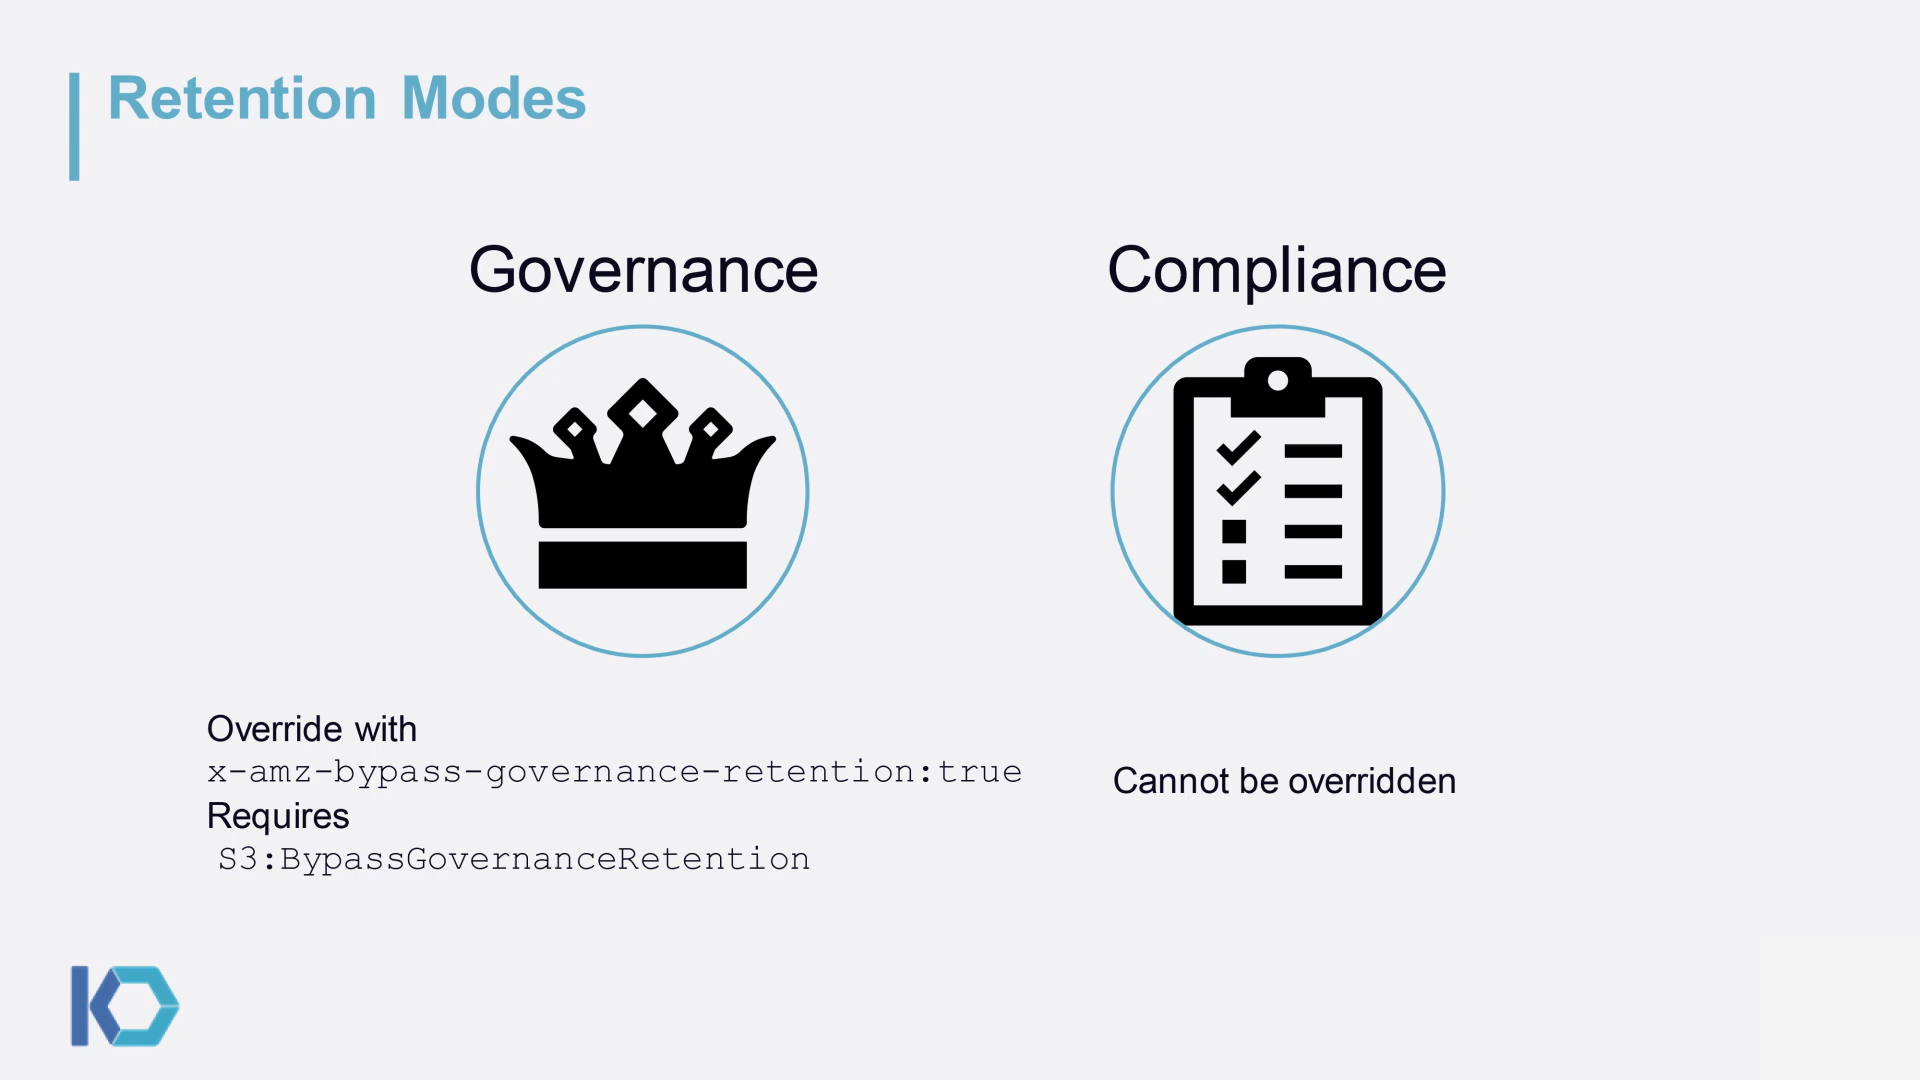 Retention Modes
Governance
Compliance
Override with
x-amz-bypass-governance-retention:true
Requires
S3:BypassGovernanceRetention
Cannot be overridden